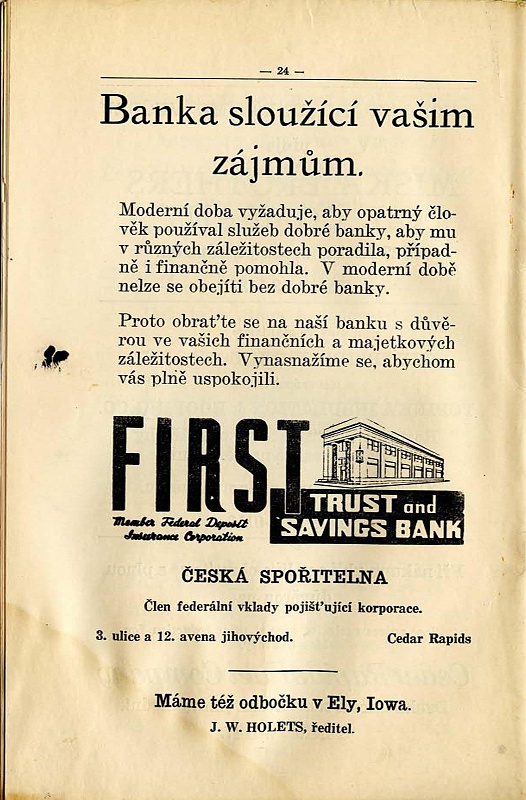 — 24 —
Banka sloužící vašim
zájmům.
Moderní doba vyžaduje, aby opatrný člo-
věk používal služeb dobré banky, aby mu
v různých záležitostech poradila, případ-
ně i finančně pomohla. V moderní době
nelze se obejíti bez dobré banky.
Proto obrat'te se na naší banku s důvě-
rou ve vašich finančních a majetkových
záležitostech. Vynasnažíme se, abychom
vás plně uspokojili.
FIRST
TRUST and
SAVINGS BANK
Member Federal Deposit
Insurance Corporation
ČESKÁ SPOŘITELNA
Člen federální vklady pojišt'ující korporace.
3. ulice a 12. avena jihovýchod. Cedar Rapids
Máme též odbočku v Ely, Iowa.
J. W. HOLETS, ředitel.